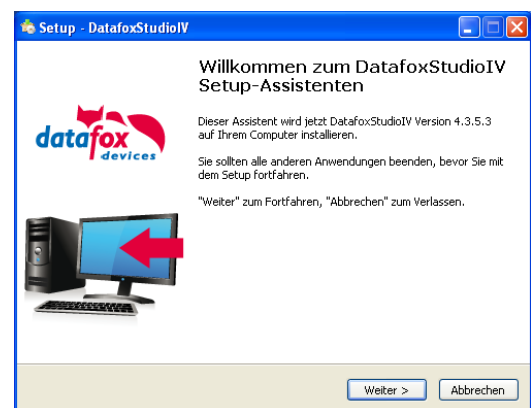 Setup - DatafoxStudioIV
Willkommen zum DatafoxStudioIV
Setup-Assistenten
datafox
devices
Dieser Assistent wird jetzt DatafoxStudioIV Version 4.3.5.3
auf Ihrem Computer installieren.
Sie sollten alle anderen Anwendungen beenden, bevor Sie mit
dem Setup fortfahren.
"Weiter" zum Fortfahren, "Abbrechen" zum Verlassen.
Weiter >
Abbrechen